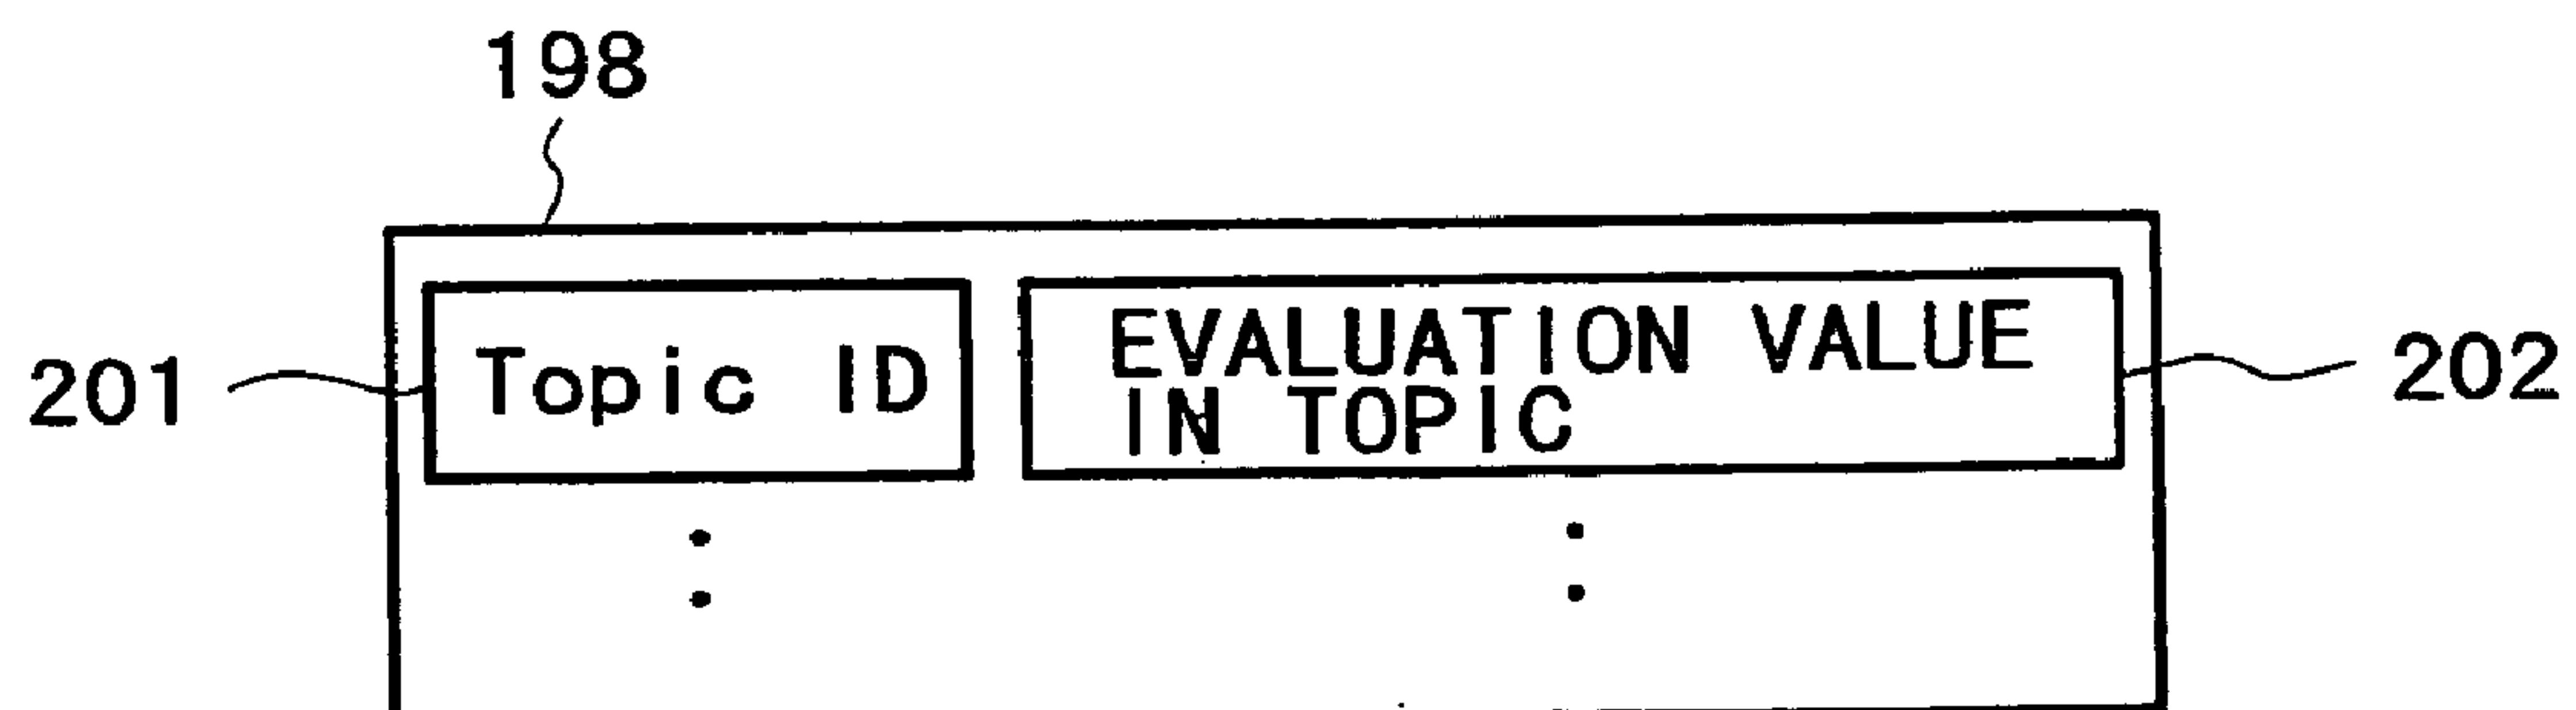 198
201
Topic ID
EVALUATION VALUE
IN TOPIC
202